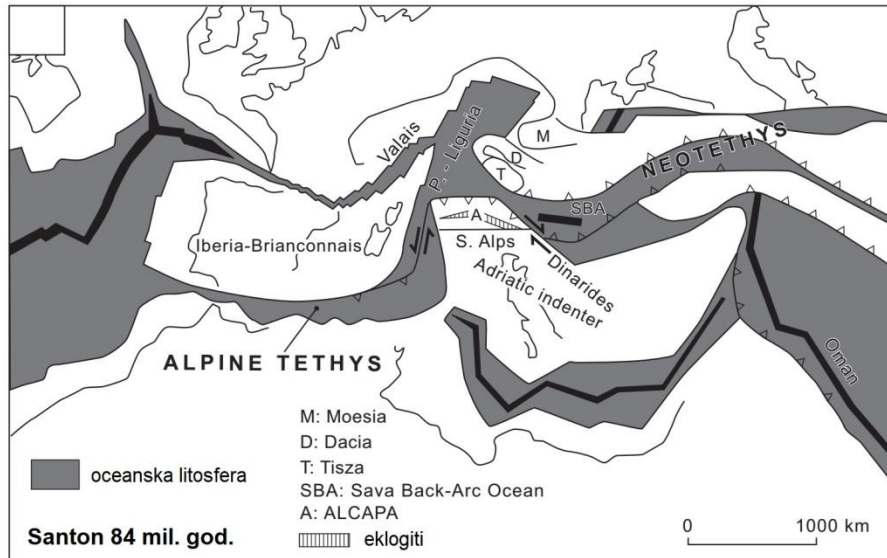 Valais
P. - Liguria
M
D
T
NEOTETHYS
SBA
A
Iberia-Brianconnais
S. Alps
Dinarides
Adriatic indenter
Oman
ALPINE TETHYS
M: Moesia
D: Dacia
T: Tisza
SBA: Sava Back-Arc Ocean
A: ALCAPA
eklogiti
oceanska litosfera
Santon 84 mil. god.
0 1000 km